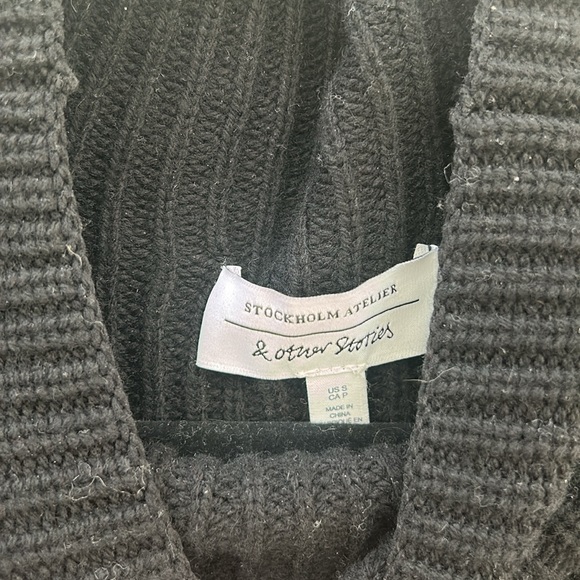 STOCKHOLM ATELIER
& other Stories
US S
CA P
MADE IN
CHINA